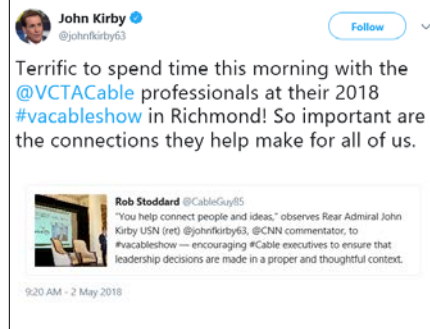 John Kirby
@johnfkirby63
Follow
Terrific to spend time this morning with the
@VCTACable professionals at their 2018
#vacableshow in Richmond! So important are
the connections they help make for all of us.
Rob Stoddard @CableGuy85
"You help connect people and ideas," observes Rear Admiral John
Kirby USN (ret) @johnfkirby63, @CNN commentator, to
#vacableshow — encouraging #Cable executives to ensure that
leadership decisions are made in a proper and thoughtful context.
9:20 AM - 2 May 2018